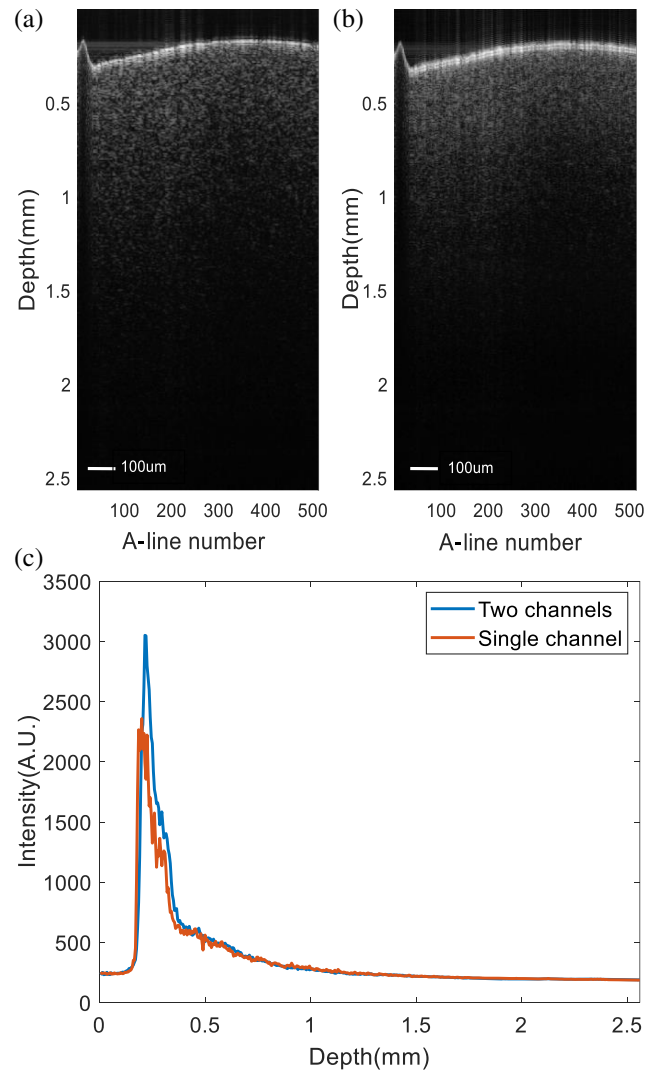 (a)
(b)
Depth(mm)
0.5
1
1.5
2
2.5
100um
100 200 300 400 500
A-line number
Depth(mm)
0.5
1
1.5
2
2.5
100um
100 200 300 400 500
A-line number
(c)
Intensity(A.U.)
3500
3000
2500
2000
1500
1000
500
0
Two channels
Single channel
0 0.5 1 1.5 2 2.5
Depth(mm)